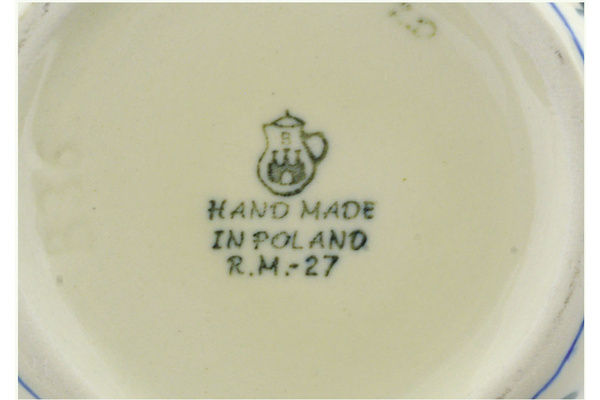 B
HAND MADE
IN POLAND
R.M.-27